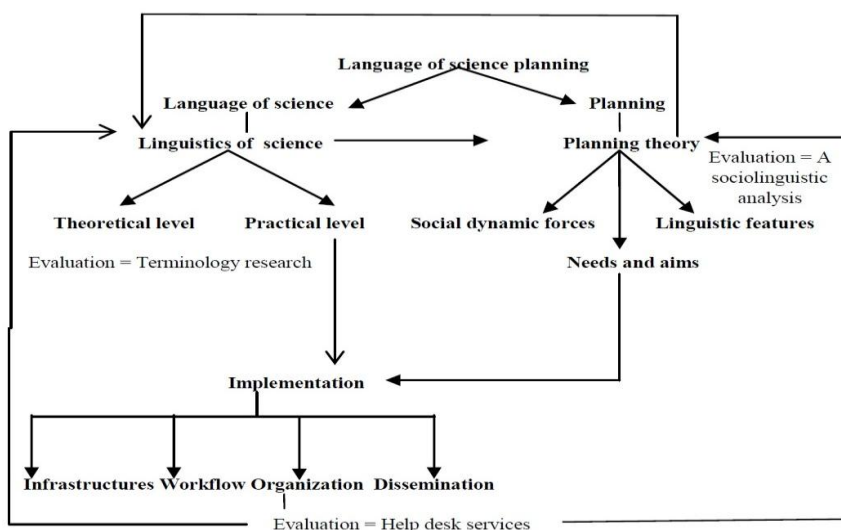 Language of science planning
Language of science
Planning
Linguistics of science
Planning theory
Evaluation = A
sociolinguistic
analysis
Theoretical level
Practical level
Social dynamic forces
Linguistic features
Evaluation = Terminology research
Needs and aims
Implementation
Infrastructures Workflow Organization Dissemination
Evaluation = Help desk services